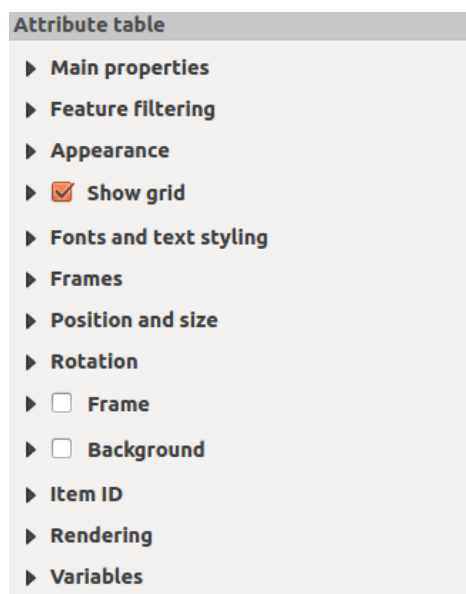 Attribute table
Main properties
Feature filtering
Appearance
Show grid
Fonts and text styling
Frames
Position and size
Rotation
Frame
Background
Item ID
Rendering
Variables